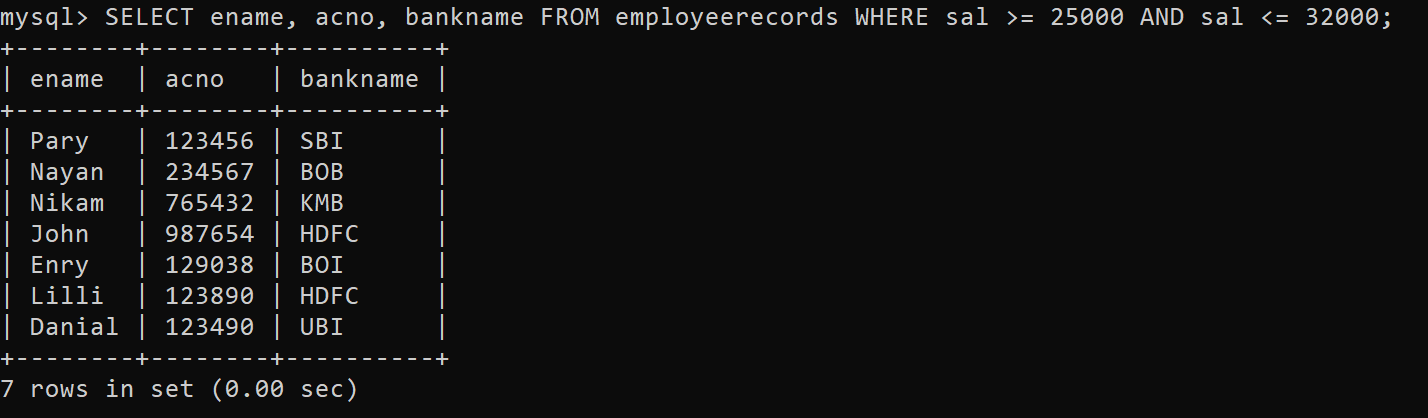 mysql> SELECT ename, acno, bankname FROM employeerecords WHERE sal >= 25000 AND sal <= 32000;
+--------+--------+----------+
| ename  | acno   | bankname |
+--------+--------+----------+
| Pary   | 123456 | SBI      |
| Nayan  | 234567 | BOB      |
| Nikam  | 765432 | KMB      |
| John   | 987654 | HDFC     |
| Enry   | 129038 | BOI      |
| Lilli  | 123890 | HDFC     |
| Danial | 123490 | UBI      |
+--------+--------+----------+
7 rows in set (0.00 sec)